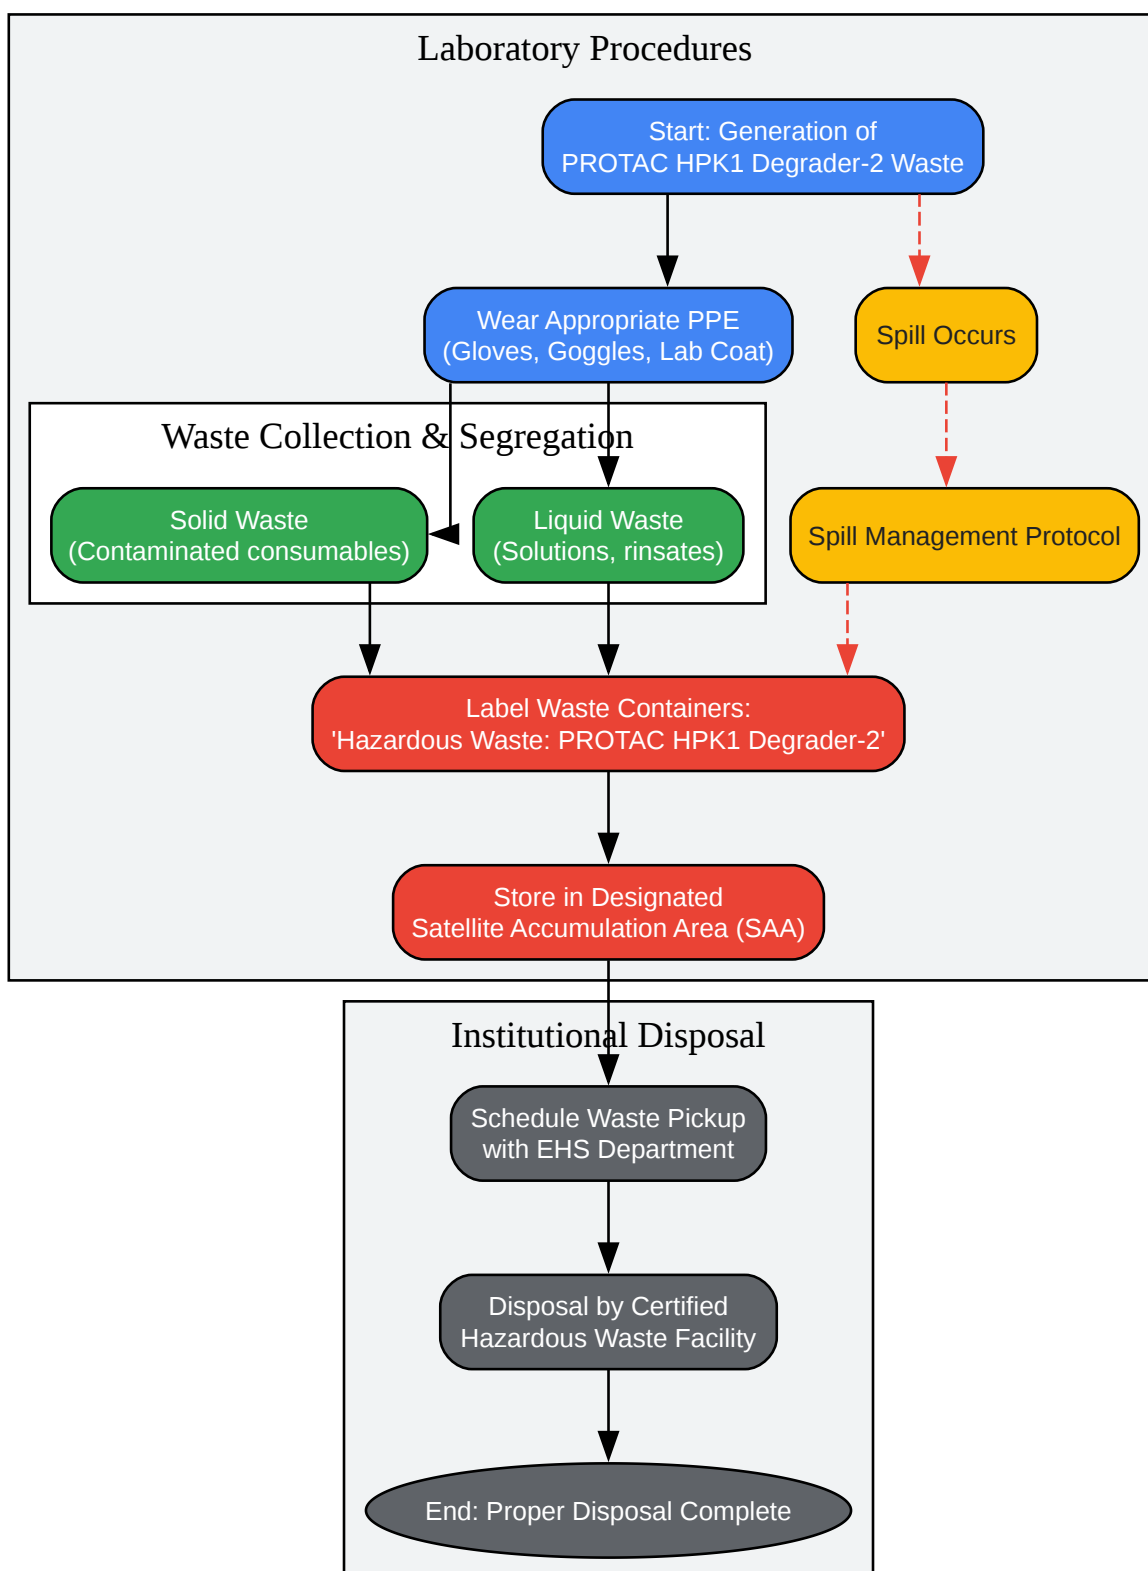 Laboratory Procedures
Start: Generation of
PROTAC HPK1 Degrader-2 Waste
Wear Appropriate PPE
(Gloves, Goggles, Lab Coat)
Spill Occurs
Waste Collection & Segregation
Solid Waste
(Contaminated consumables)
Liquid Waste
(Solutions, rinsates)
Spill Management Protocol
Label Waste Containers:
'Hazardous Waste: PROTAC HPK1 Degrader-2'
Store in Designated
Satellite Accumulation Area (SAA)
Institutional Disposal
Schedule Waste Pickup
with EHS Department
Disposal by Certified
Hazardous Waste Facility
End: Proper Disposal Complete